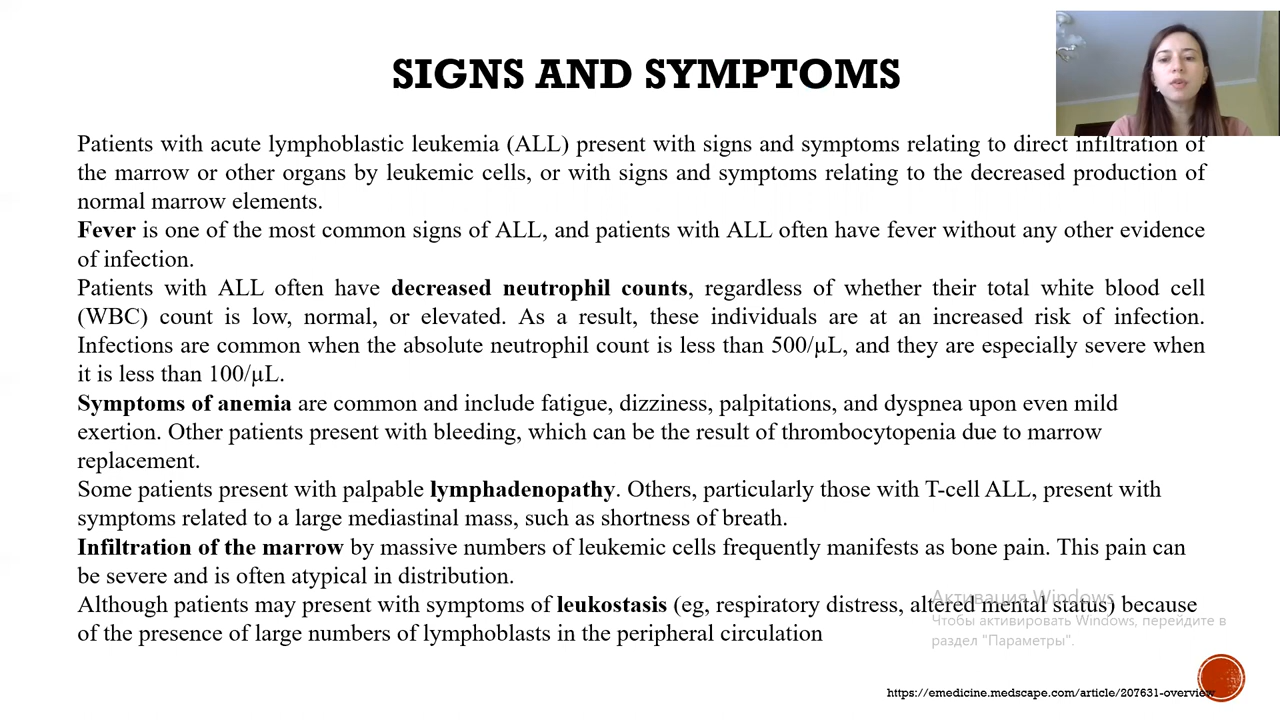 SIGNS AND SYMPTOMS
Patients with acute lymphoblastic leukemia (ALL) present with signs and symptoms relating to direct infiltration of
the marrow or other organs by leukemic cells, or with signs and symptoms relating to the decreased production of
normal marrow elements.
Fever is one of the most common signs of ALL, and patients with ALL often have fever without any other evidence
of infection.
Patients with ALL often have decreased neutrophil counts, regardless of whether their total white blood cell
(WBC) count is low, normal, or elevated. As a result, these individuals are at an increased risk of infection.
Infections are common when the absolute neutrophil count is less than 500/µL, and they are especially severe when
it is less than 100/µL.
Symptoms of anemia are common and include fatigue, dizziness, palpitations, and dyspnea upon even mild
exertion. Other patients present with bleeding, which can be the result of thrombocytopenia due to marrow
replacement.
Some patients present with palpable lymphadenopathy. Others, particularly those with T-cell ALL, present with
symptoms related to a large mediastinal mass, such as shortness of breath.
Infiltration of the marrow by massive numbers of leukemic cells frequently manifests as bone pain. This pain can
be severe and is often atypical in distribution.
Although patients may present with symptoms of leukostasis (eg, respiratory distress, altered mental status) because
of the presence of large numbers of lymphoblasts in the peripheral circulation
Активация Windows
Чтобы активировать Windows, перейдите в
раздел "Параметры".
https://emedicine.medscape.com/article/207631-overview